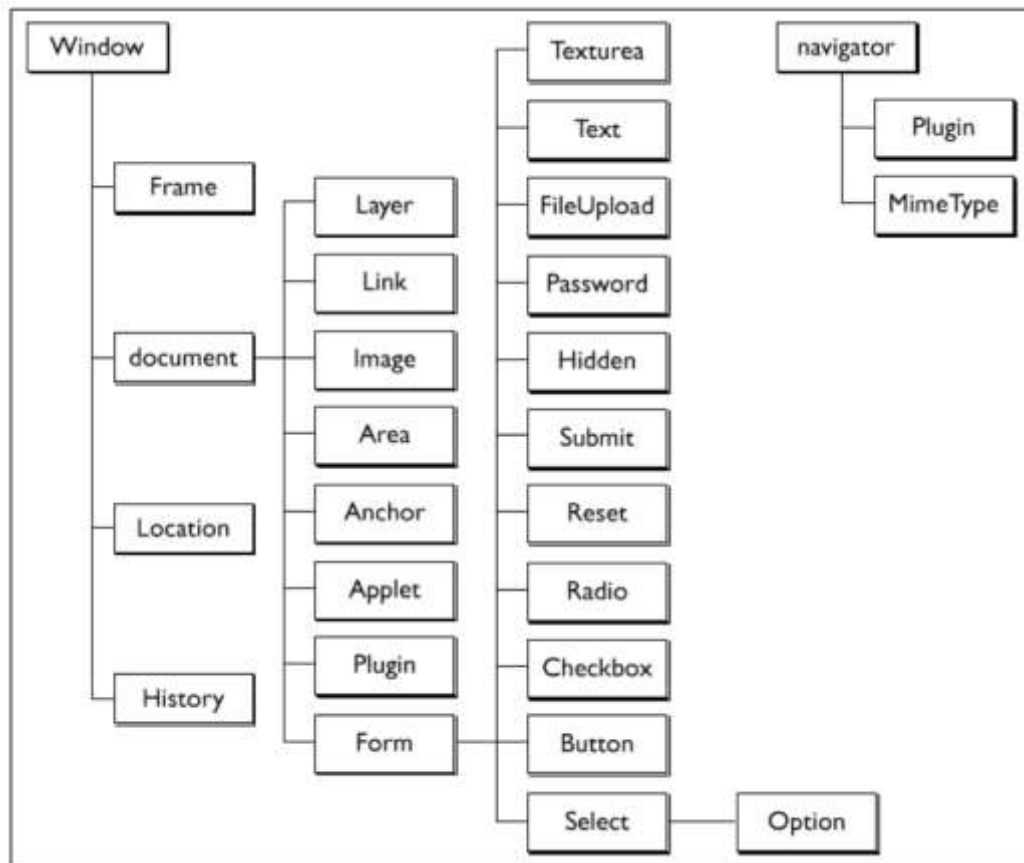 Window
Frame
document
Location
History
Layer
Link
Image
Area
Anchor
Applet
Plugin
Form
Texturea
Text
FileUpload
Password
Hidden
Submit
Reset
Radio
Checkbox
Button
Select
Option
navigator
Plugin
MimeType